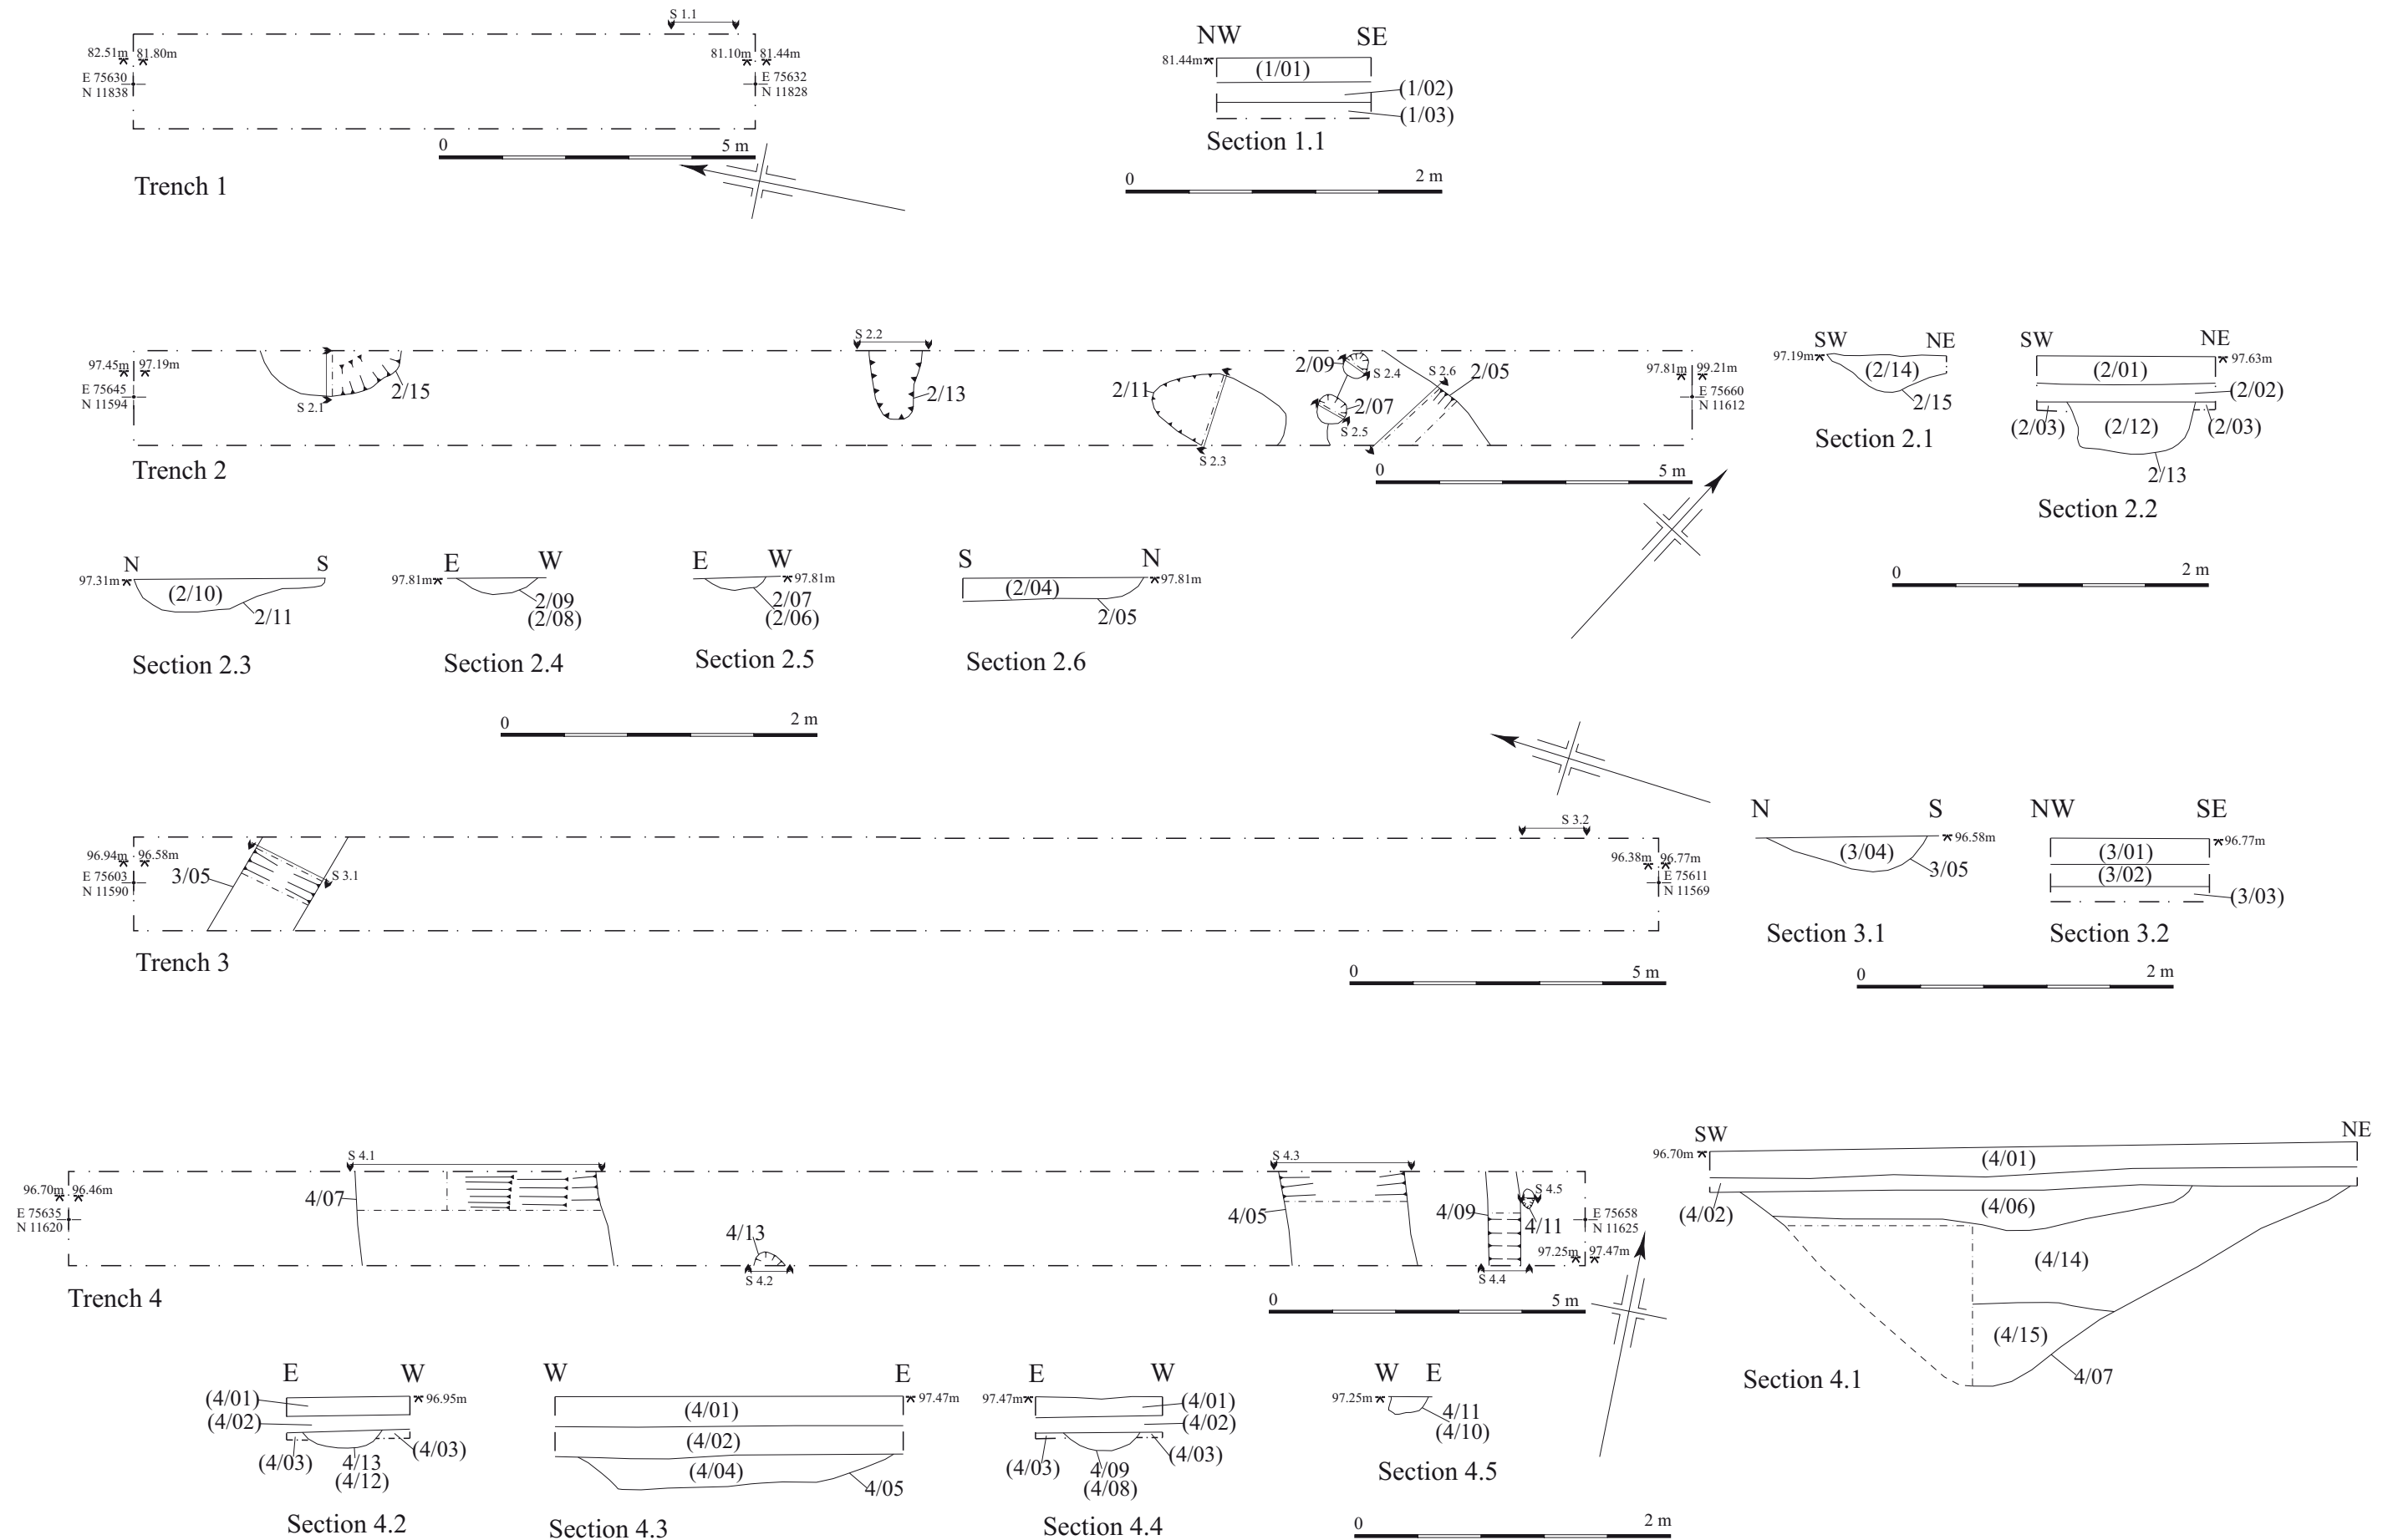 S 1.1
82.51m 81.80m
81.10m 81.44m
E 75630
N 11838
E 75632
N 11828
0 5 m
Trench 1
NW SE
81.44m
(1/01)
(1/02)
(1/03)
Section 1.1
0 2 m
S 2.2
97.45m 97.19m
E 75645
N 11594
S 2.1
2/15
2/13
2/11
S 2.3
2/09
S 2.4
2/07
S 2.5
S 2.6
2/05
97.81m 99.21m
E 75660
N 11612
Trench 2
0 5 m
SW NE
97.19m
(2/14)
2/15
Section 2.1
SW NE
97.63m
(2/01)
(2/02)
(2/03) (2/12) (2/03)
2/13
Section 2.2
0 2 m
N S
97.31m
(2/10)
2/11
Section 2.3
E W
97.81m
2/09
(2/08)
Section 2.4
E W
97.81m
2/07
(2/06)
Section 2.5
S N
97.81m
(2/04)
2/05
Section 2.6
0 2 m
96.94m 96.58m
E 75603
N 11590
3/05
S 3.1
S 3.2
96.38m 96.77m
E 75611
N 11569
Trench 3
0 5 m
N S
96.58m
(3/04)
3/05
Section 3.1
NW SE
96.77m
(3/01)
(3/02)
(3/03)
Section 3.2
0 2 m
S 4.1
96.70m 96.46m
E 75635
N 11620
4/07
4/13
S 4.2
S 4.3
4/05
4/09
S 4.5
4/11
S 4.4
E 75658
N 11625
97.25m 97.47m
Trench 4
0 5 m
SW NE
96.70m
(4/01)
(4/02)
(4/06)
(4/14)
(4/15)
4/07
Section 4.1
E W
(4/01)
96.95m
(4/02)
(4/03) (4/03)
4/13
(4/12)
Section 4.2
W E
97.47m
(4/01)
(4/02)
(4/04)
4/05
Section 4.3
E W
97.47m
(4/01)
(4/02)
(4/03) (4/03)
4/09
(4/08)
Section 4.4
W E
97.25m
4/11
(4/10)
Section 4.5
0 2 m